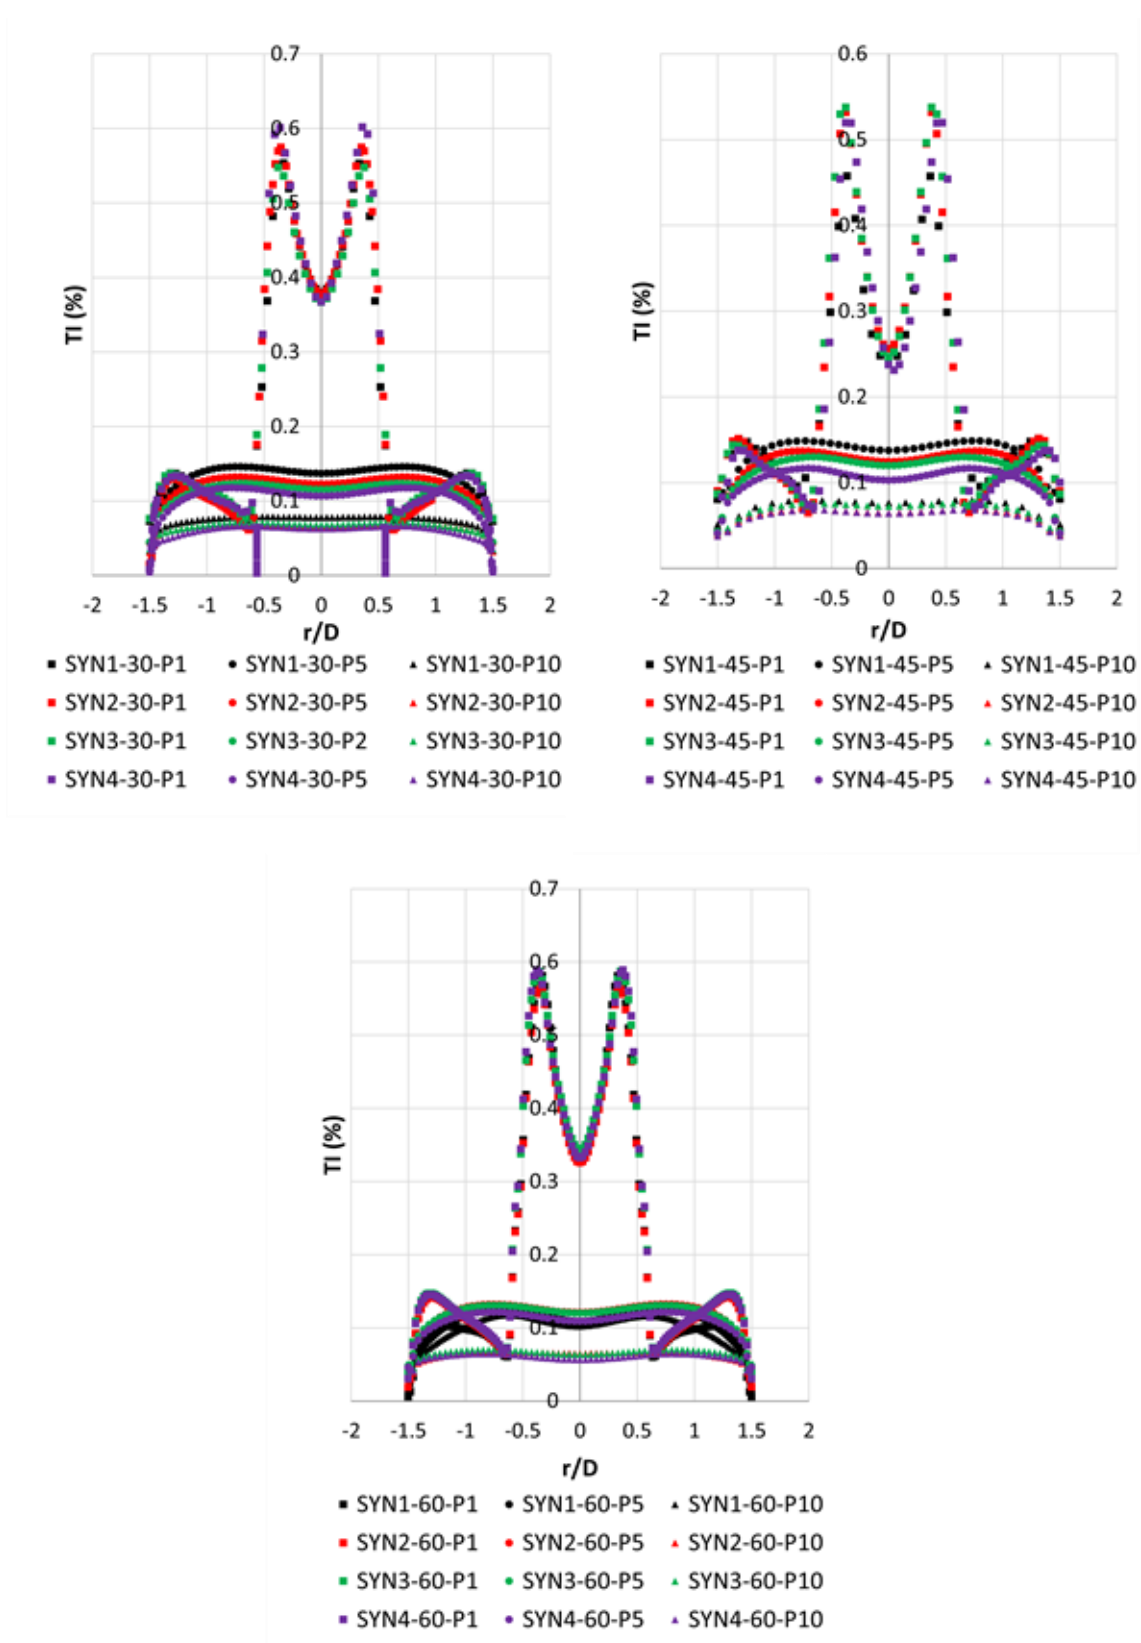 0.7
0.6
0.5
0.4
0.3
0.2
0.1
0
TI (%)
-2 -1.5 -1 -0.5 0 0.5 1 1.5 2
r/D
■ SYN1-30-P1 ● SYN1-30-P5 ▲ SYN1-30-P10
■ SYN2-30-P1 ● SYN2-30-P5 ▲ SYN2-30-P10
■ SYN3-30-P1 ● SYN3-30-P2 ▲ SYN3-30-P10
■ SYN4-30-P1 ● SYN4-30-P5 ▲ SYN4-30-P10
0.6
0.5
0.4
0.3
0.2
0.1
0
TI (%)
-2 -1.5 -1 -0.5 0 0.5 1 1.5 2
r/D
■ SYN1-45-P1 ● SYN1-45-P5 ▲ SYN1-45-P10
■ SYN2-45-P1 ● SYN2-45-P5 ▲ SYN2-45-P10
■ SYN3-45-P1 ● SYN3-45-P5 ▲ SYN3-45-P10
■ SYN4-45-P1 ● SYN4-45-P5 ▲ SYN4-45-P10
0.7
0.6
0.5
0.4
0.3
0.2
0.1
0
TI (%)
-2 -1.5 -1 -0.5 0 0.5 1 1.5 2
r/D
■ SYN1-60-P1 ● SYN1-60-P5 ▲ SYN1-60-P10
■ SYN2-60-P1 ● SYN2-60-P5 ▲ SYN2-60-P10
■ SYN3-60-P1 ● SYN3-60-P5 ▲ SYN3-60-P10
■ SYN4-60-P1 ● SYN4-60-P5 ▲ SYN4-60-P10